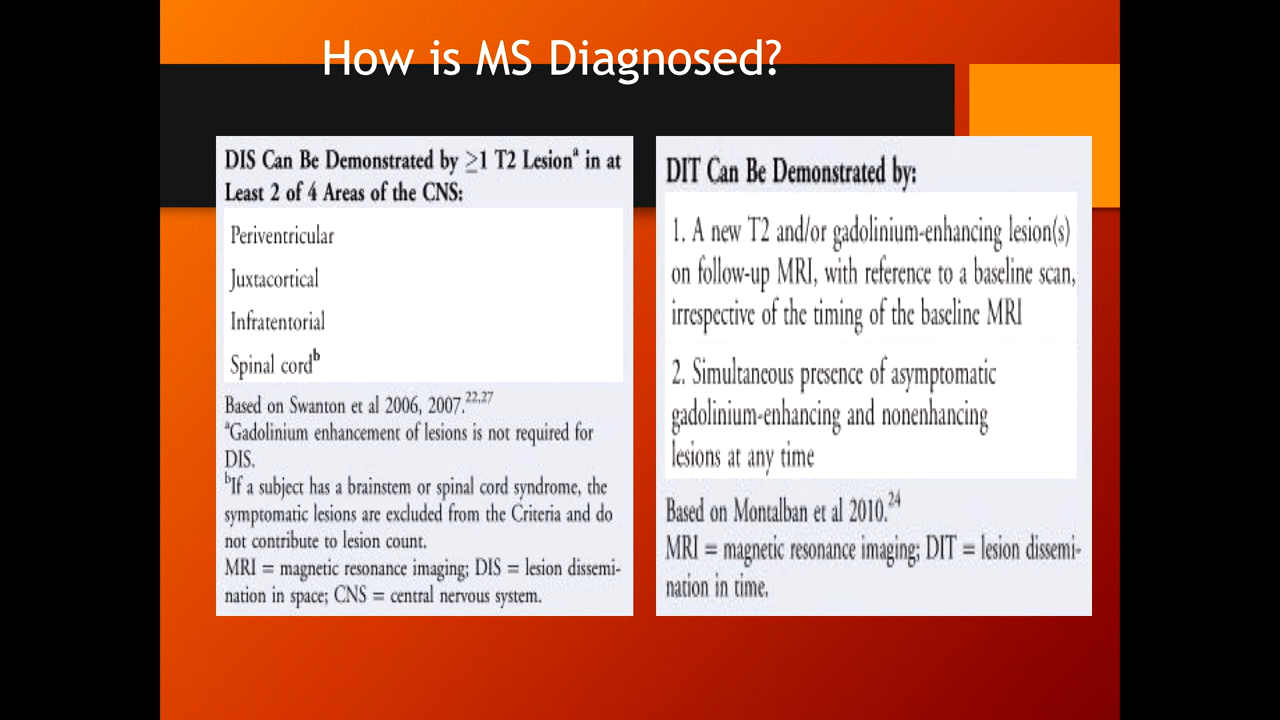 How is MS Diagnosed?
DIS Can Be Demonstrated by ≥1 T2 Lesionᵃ in at
Least 2 of 4 Areas of the CNS:
Periventricular
Juxtacortical
Infratentorial
Spinal cordᵇ
Based on Swanton et al 2006, 2007.²²,²⁷
ᵃGadolinium enhancement of lesions is not required for
DIS.
ᵇIf a subject has a brainstem or spinal cord syndrome, the
symptomatic lesions are excluded from the Criteria and do
not contribute to lesion count.
MRI = magnetic resonance imaging; DIS = lesion dissemi-
nation in space; CNS = central nervous system.
DIT Can Be Demonstrated by:
1. A new T2 and/or gadolinium-enhancing lesion(s)
on follow-up MRI, with reference to a baseline scan,
irrespective of the timing of the baseline MRI
2. Simultaneous presence of asymptomatic
gadolinium-enhancing and nonenhancing
lesions at any time
Based on Montalban et al 2010.²⁴
MRI = magnetic resonance imaging; DIT = lesion dissemi-
nation in time.